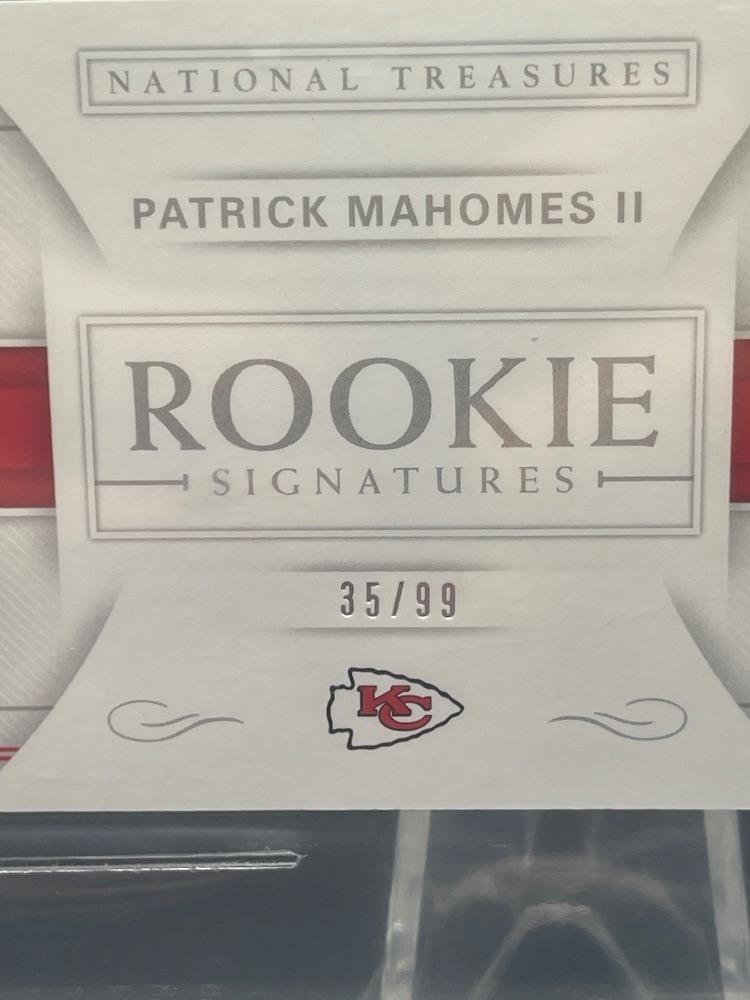 NATIONAL TREASURES
PATRICK MAHOMES II
ROOKIE
SIGNATURES
35/99
KC